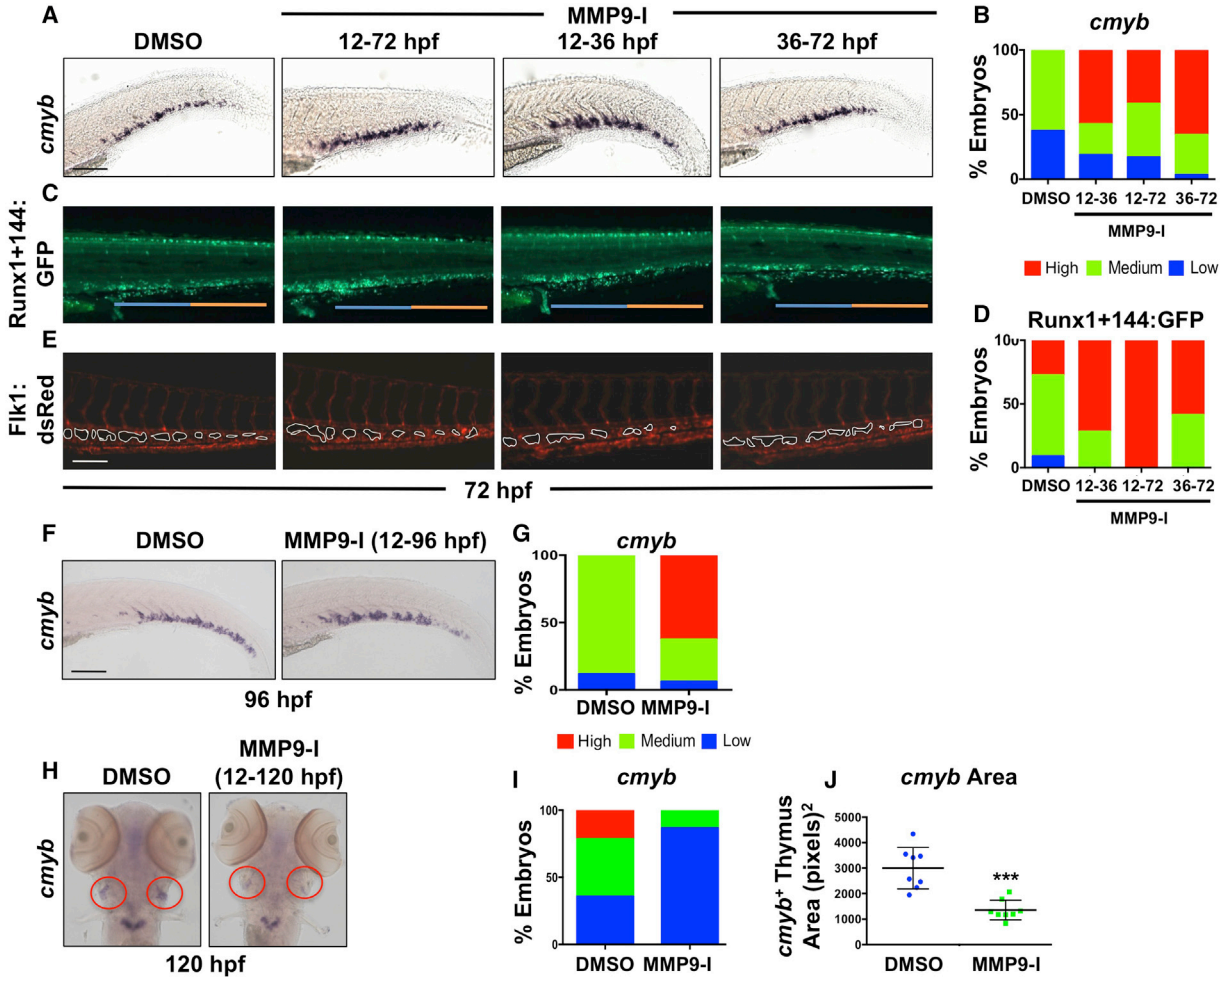 A
MMP9-I
DMSO
12-72 hpf
12-36 hpf
36-72 hpf
cmyb
B
cmyb
% Embryos
100
50
0
DMSO 12-36 12-72 36-72
MMP9-I
High Medium Low
C
Runx1+144:
GFP
D
Runx1+144:GFP
% Embryos
100
50
0
DMSO 12-36 12-72 36-72
MMP9-I
E
Flk1:
dsRed
72 hpf
F
DMSO
MMP9-I (12-96 hpf)
cmyb
96 hpf
G
cmyb
% Embryos
100
50
0
DMSO MMP9-I
High Medium Low
H
DMSO
MMP9-I
(12-120 hpf)
cmyb
120 hpf
I
cmyb
% Embryos
100
50
0
DMSO MMP9-I
J
cmyb Area
cmyb+ Thymus
Area (pixels)2
5000
4000
3000
2000
1000
0
***
DMSO MMP9-I